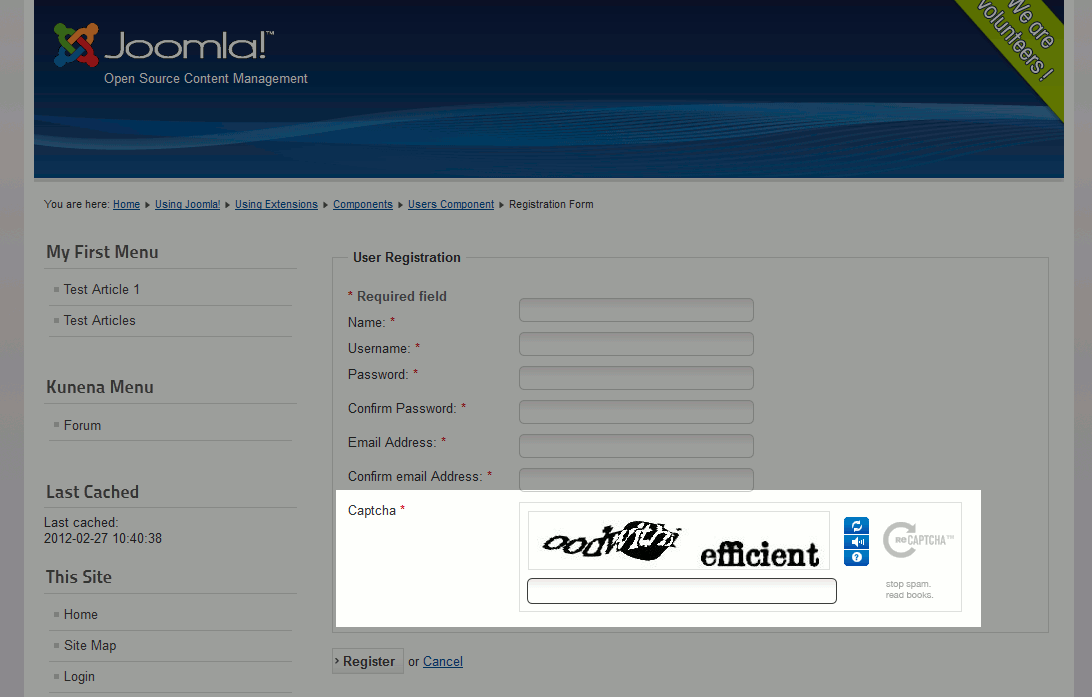 Joomla!™
Open Source Content Management
We are
volunteers !
You are here: Home Using Joomla! Using Extensions Components Users Component Registration Form
My First Menu
Test Article 1
Test Articles
Kunena Menu
Forum
Last Cached
Last cached:
2012-02-27 10:40:38
This Site
Home
Site Map
Login
User Registration
* Required field
Name: *
Username: *
Password: *
Confirm Password: *
Email Address: *
Confirm email Address: *
Captcha *
efficient
reCAPTCHA™
stop spam.
read books.
Register or Cancel